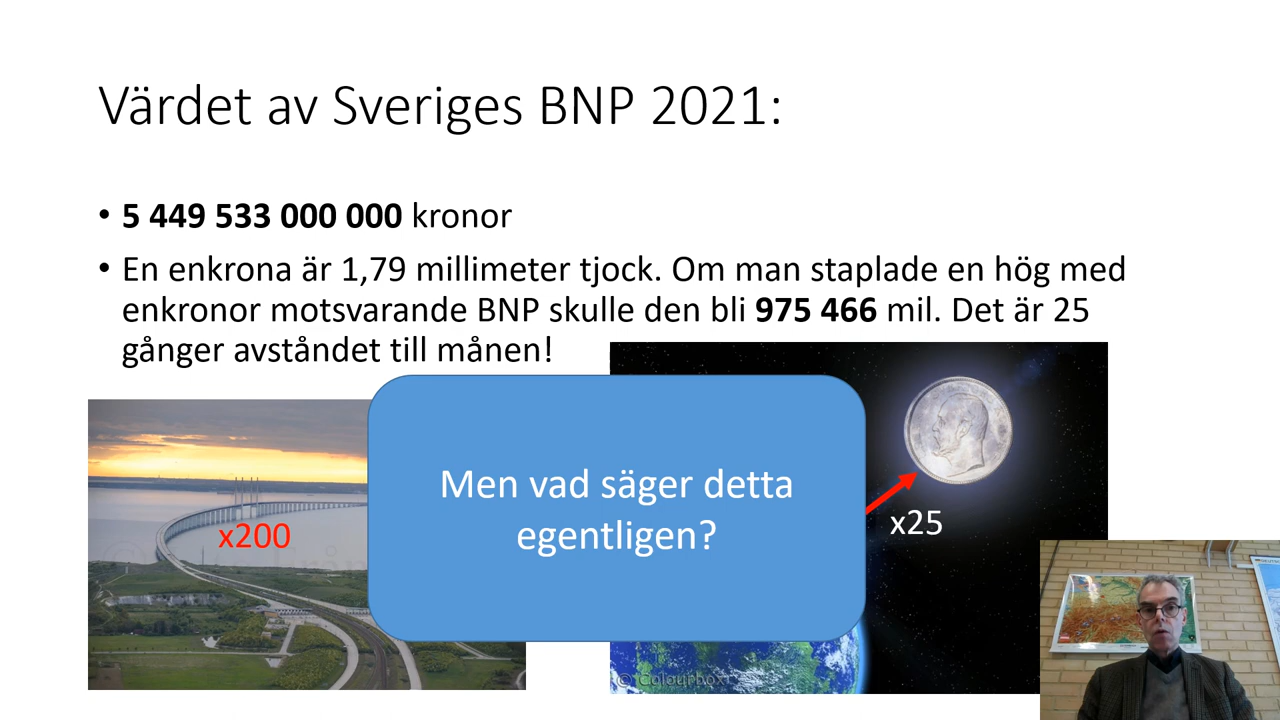 Värdet av Sveriges BNP 2021:
• 5 449 533 000 000 kronor
• En enkrona är 1,79 millimeter tjock. Om man staplade en hög med
enkronor motsvarande BNP skulle den bli 975 466 mil. Det är 25
gånger avståndet till månen!
Men vad säger detta
egentligen?
x200
x25
© Colourbox